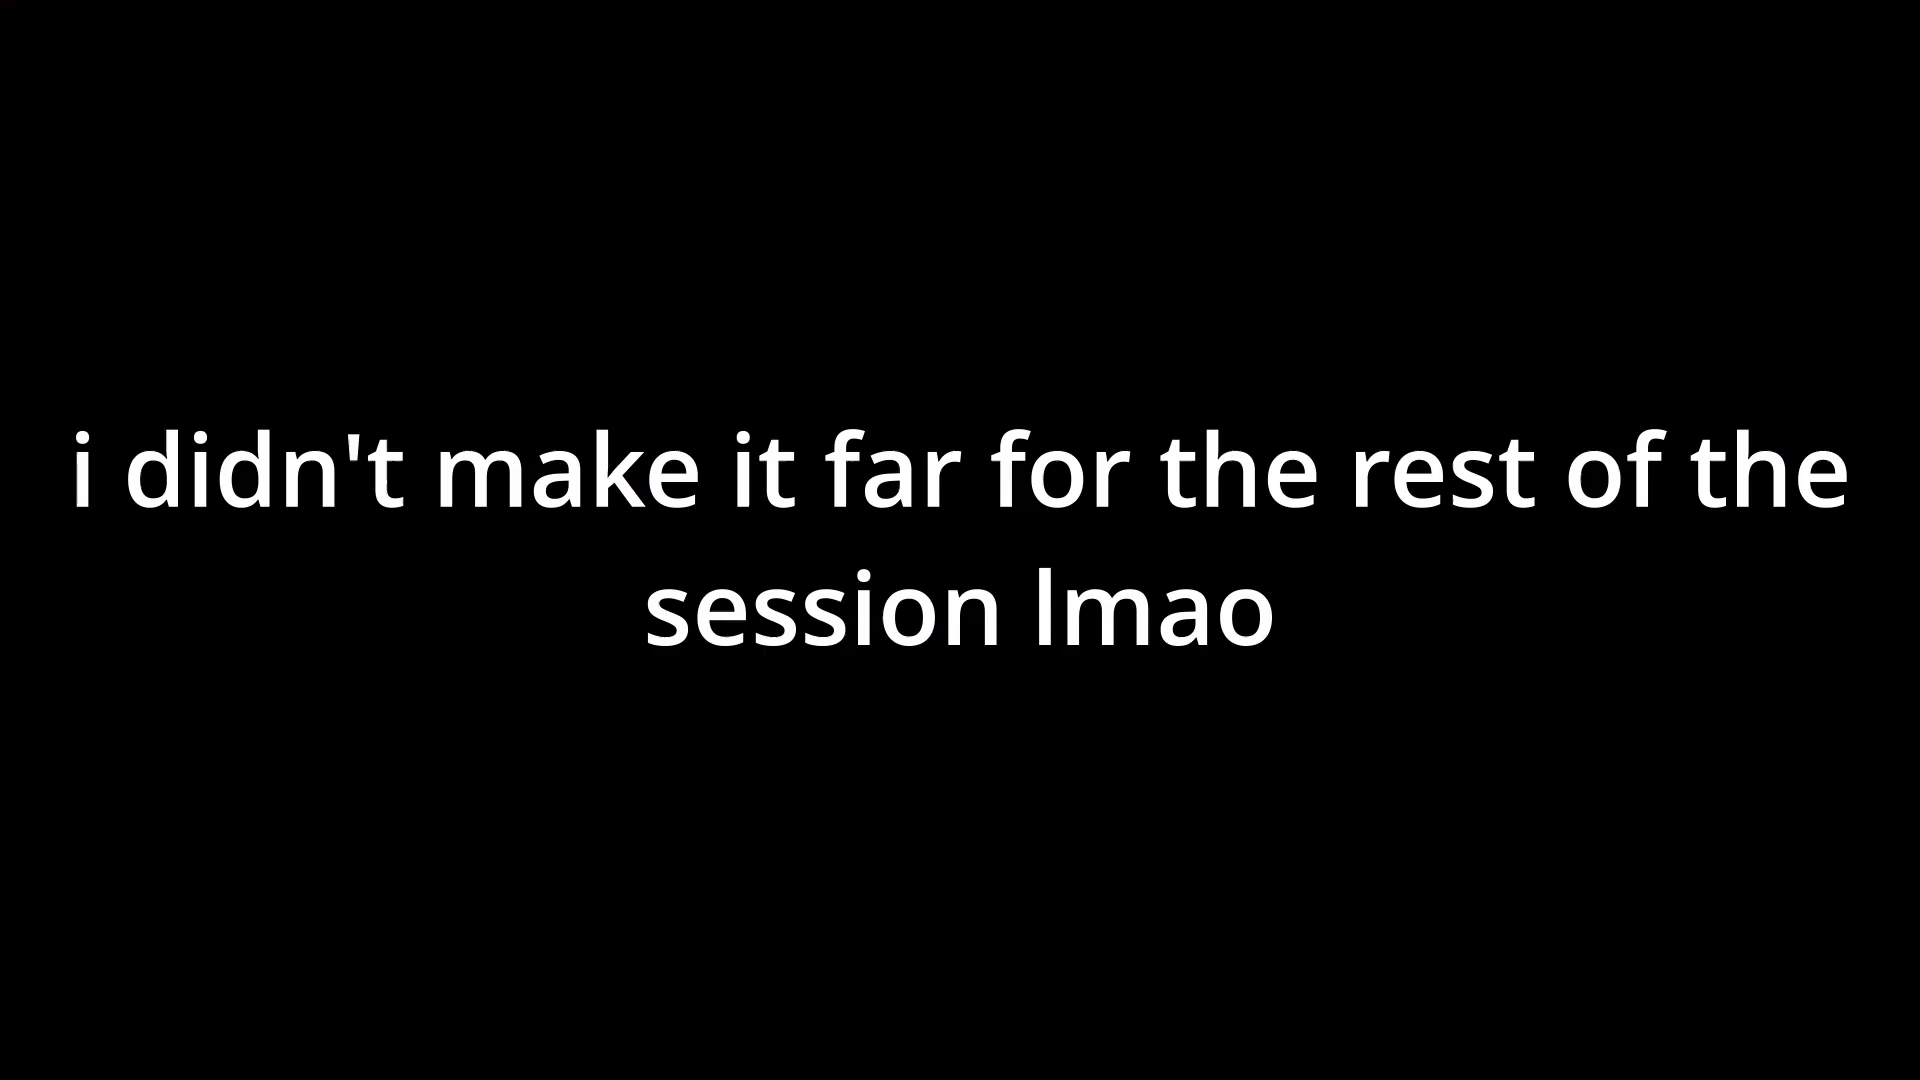 i didn't make it far for the rest of the
session lmao